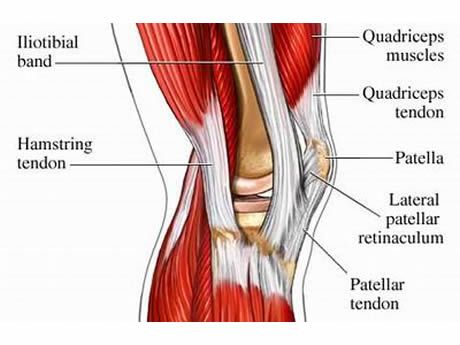 Iliotibial
band
Hamstring
tendon
Quadriceps
muscles
Quadriceps
tendon
Patella
Lateral
patellar
retinaculum
Patellar
tendon